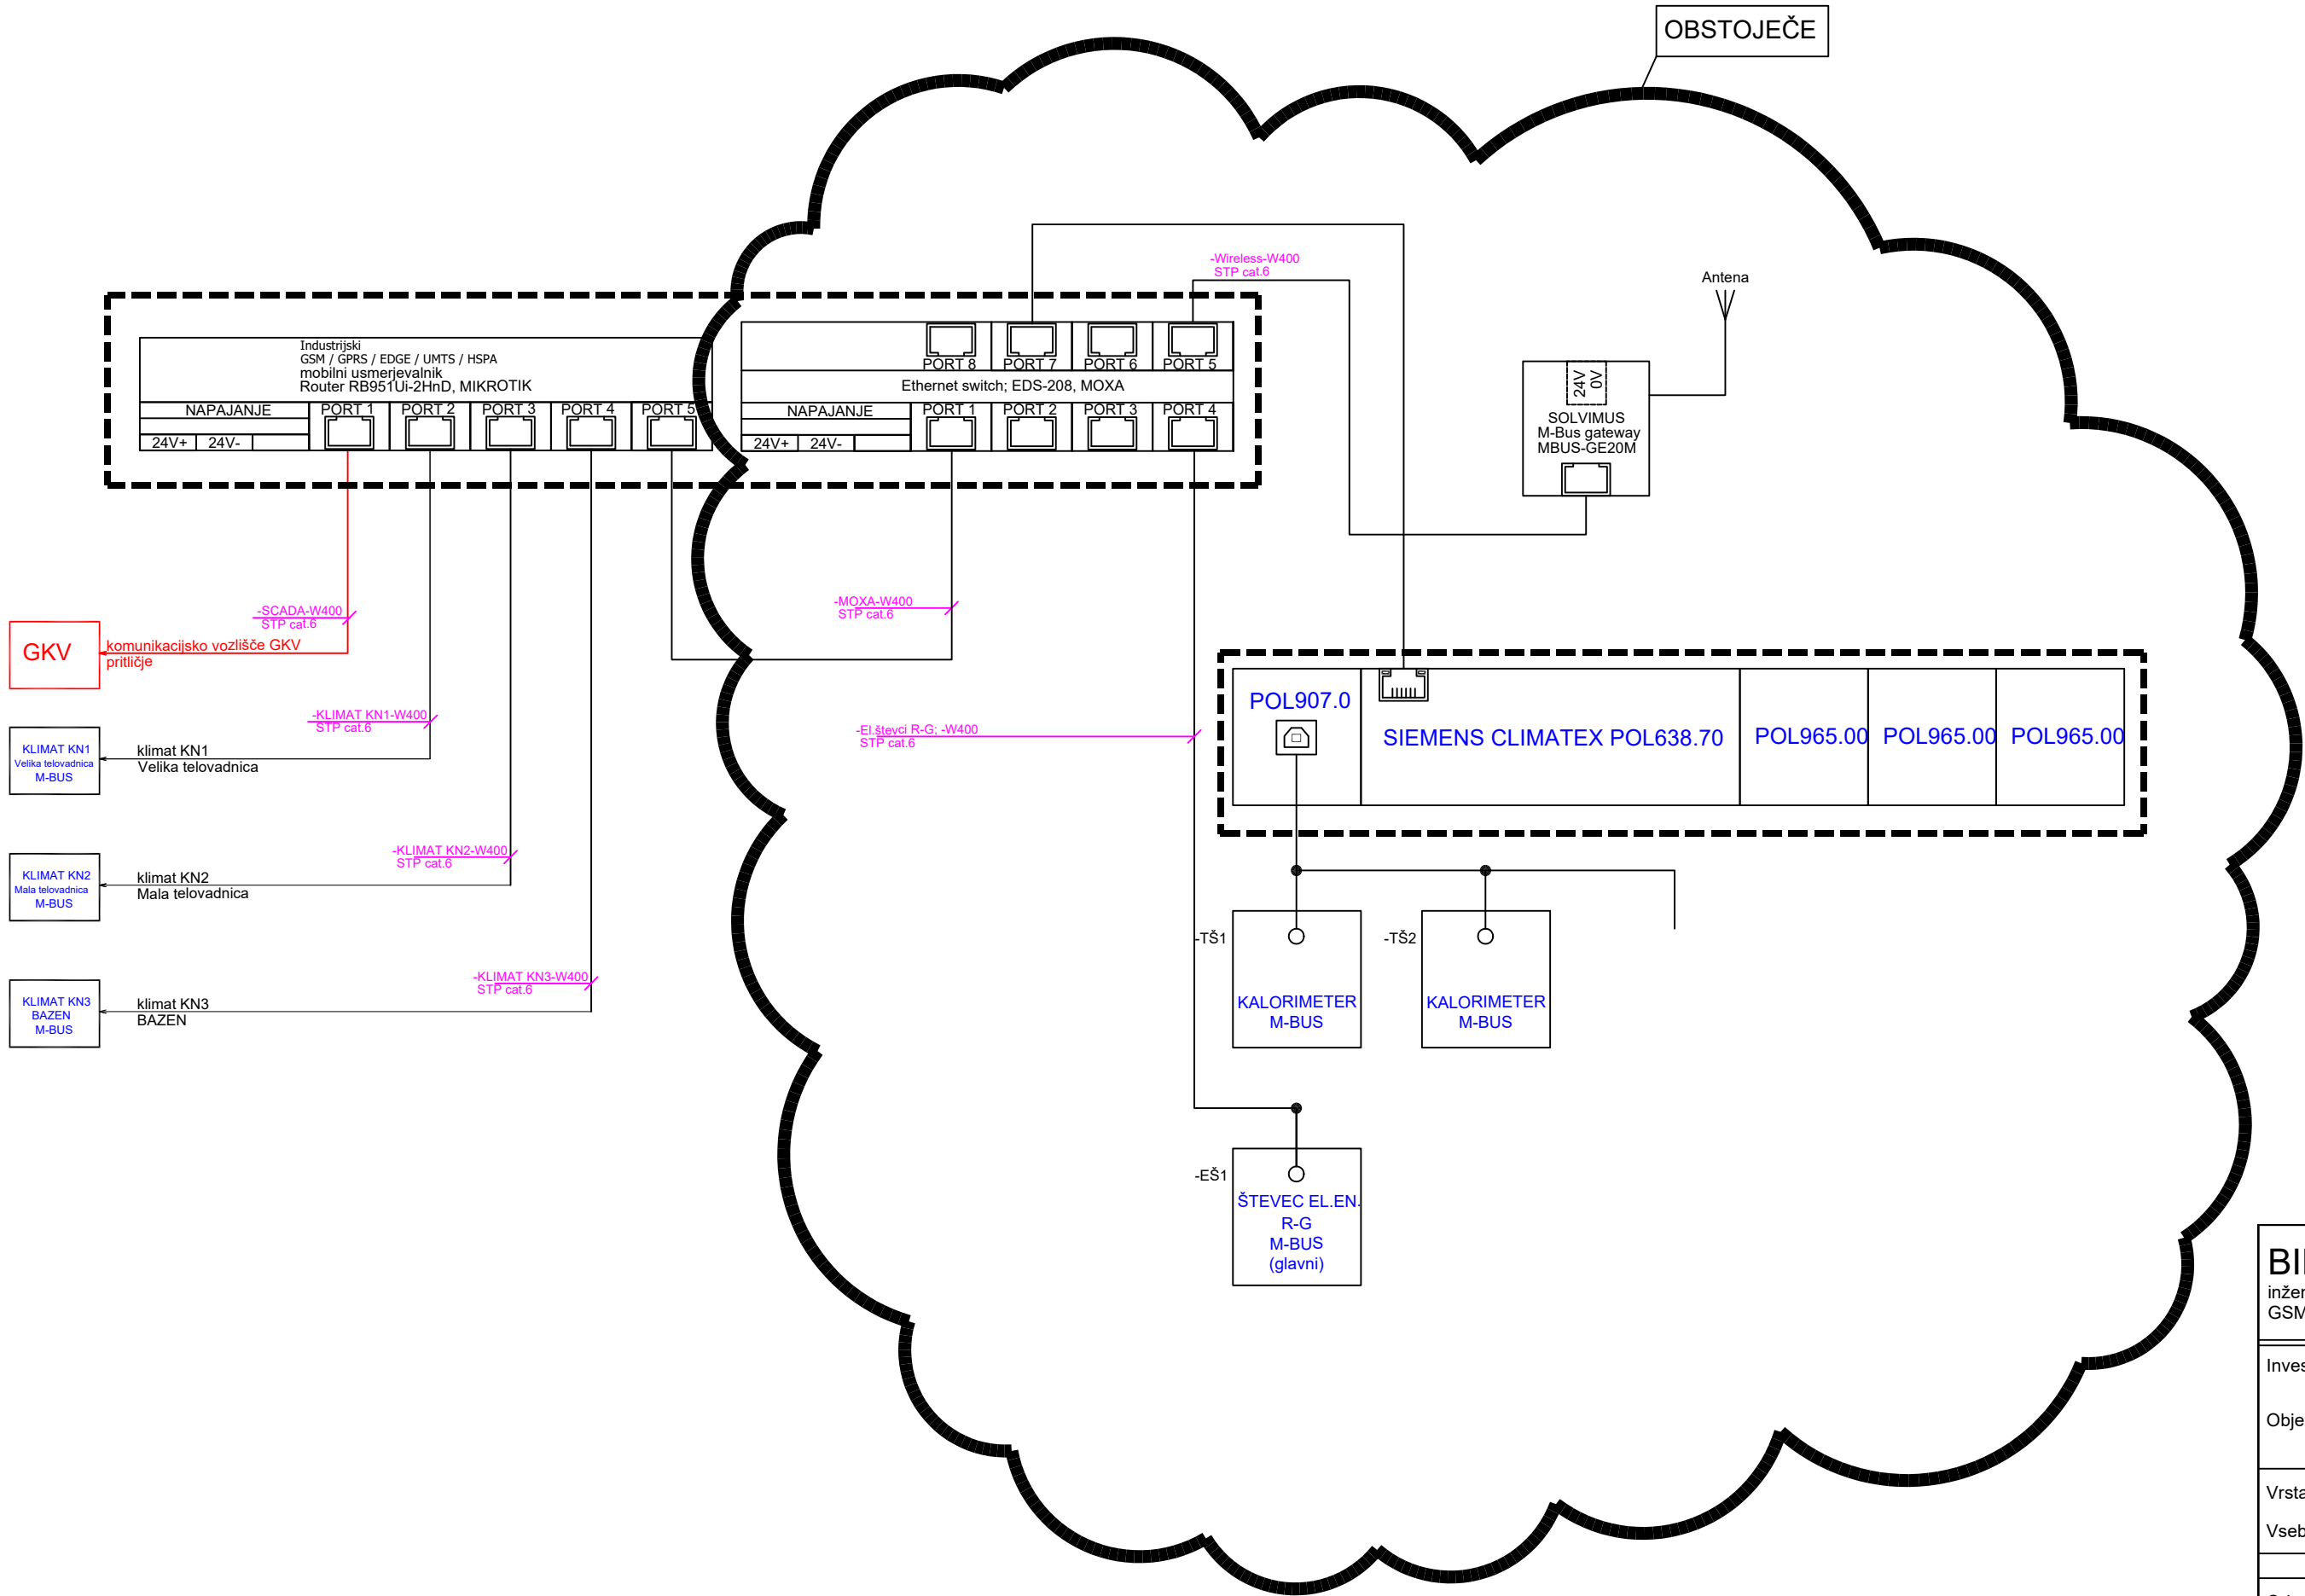 OBSTOJEČE
-Wireless-W400
STP cat.6
Antena
Industrijski
GSM / GPRS / EDGE / UMTS / HSPA
mobilni usmerjevalnik
Router RB951Ui-2HnD, MIKROTIK
NAPAJANJE
24V+ 24V-
PORT 1 PORT 2 PORT 3 PORT 4 PORT 5
PORT 8 PORT 7 PORT 6 PORT 5
Ethernet switch; EDS-208, MOXA
NAPAJANJE
24V+ 24V-
PORT 1 PORT 2 PORT 3 PORT 4
24V
0V
SOLVIMUS
M-Bus gateway
MBUS-GE20M
-SCADA-W400
STP cat.6
-MOXA-W400
STP cat.6
GKV
komunikacijsko vozlišče GKV
pritličje
-KLIMAT KN1-W400
STP cat.6
-El.števci R-G; -W400
STP cat.6
POL907.0
SIEMENS CLIMATEX POL638.70
POL965.00 POL965.00 POL965.00
KLIMAT KN1
Velika telovadnica
M-BUS
klimat KN1
Velika telovadnica
-KLIMAT KN2-W400
STP cat.6
KLIMAT KN2
Mala telovadnica
M-BUS
klimat KN2
Mala telovadnica
-TŠ1
KALORIMETER
M-BUS
-TŠ2
KALORIMETER
M-BUS
-KLIMAT KN3-W400
STP cat.6
KLIMAT KN3
BAZEN
M-BUS
klimat KN3
BAZEN
-EŠ1
ŠTEVEC EL.EN.
R-G
M-BUS
(glavni)
GSM